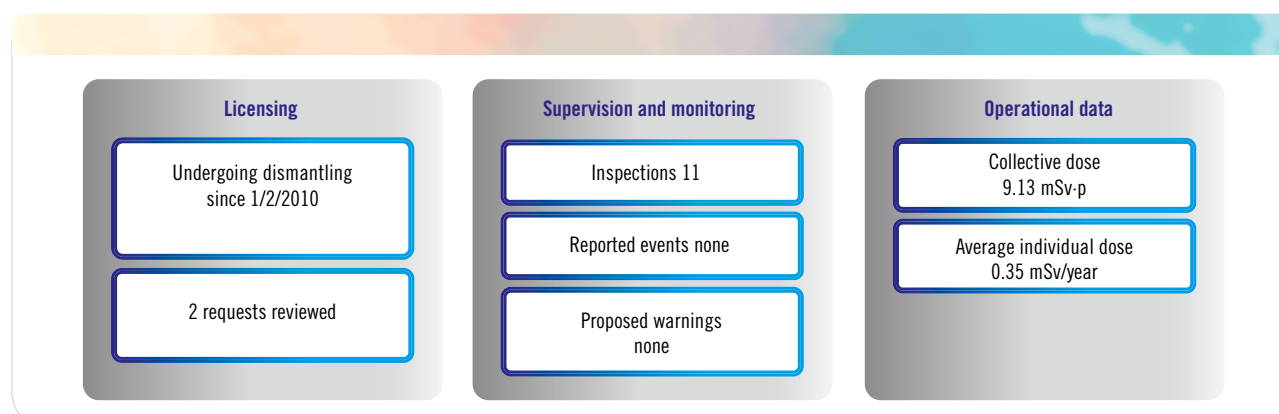 Licensing
Undergoing dismantling
since 1/2/2010
2 requests reviewed
Supervision and monitoring
Inspections 11
Reported events none
Proposed warnings
none
Operational data
Collective dose
9.13 mSv·p
Average individual dose
0.35 mSv/year